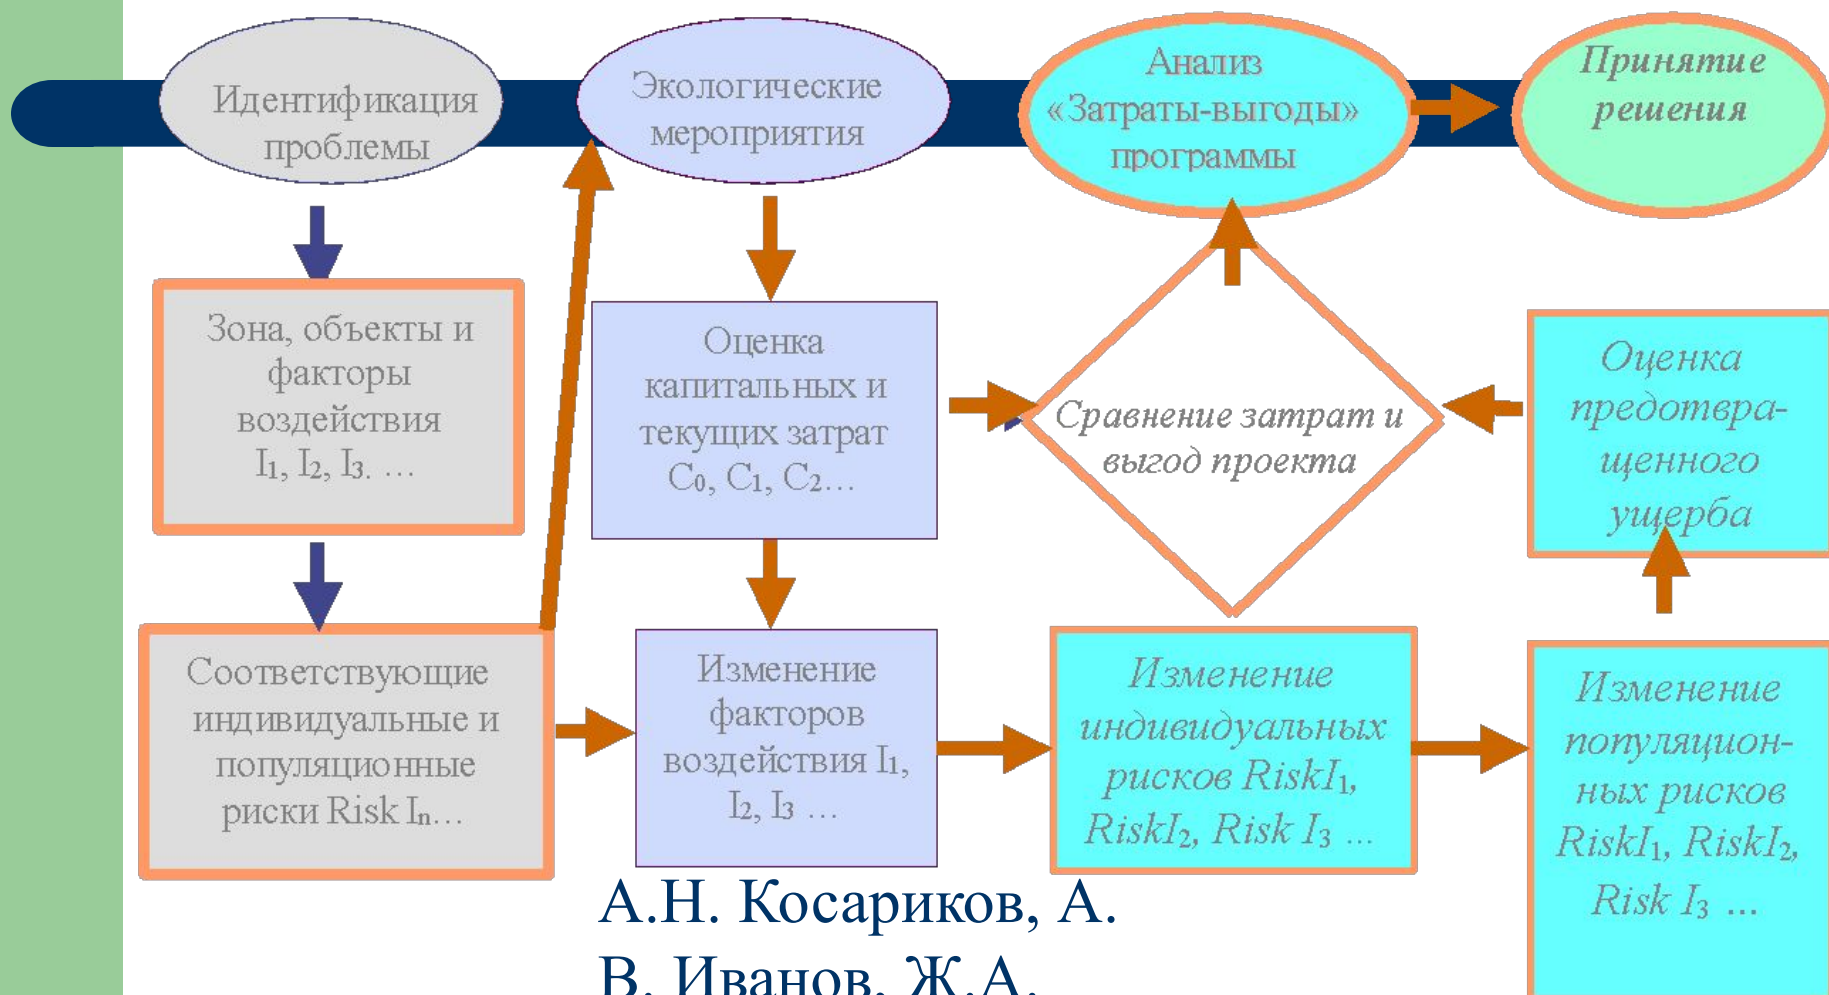 Идентификация
проблемы
Экологические
мероприятия
Анализ
«Затраты-выгоды»
программы
Принятие
решения
Зона, объекты и
факторы
воздействия
I₁, I₂, I₃. …
Оценка
капитальных и
текущих затрат
C₀, C₁, C₂…
Сравнение затрат и
выгод проекта
Оценка
предотвра-
щенного
ущерба
Соответствующие
индивидуальные и
популяционные
риски Risk Iₙ…
Изменение
факторов
воздействия I₁,
I₂, I₃ …
Изменение
индивидуальных
рисков RiskI₁,
RiskI₂, Risk I₃ …
Изменение
популяцион-
ных рисков
RiskI₁, RiskI₂,
Risk I₃ …
А.Н. Косариков, А.
В. Иванов, Ж.А.